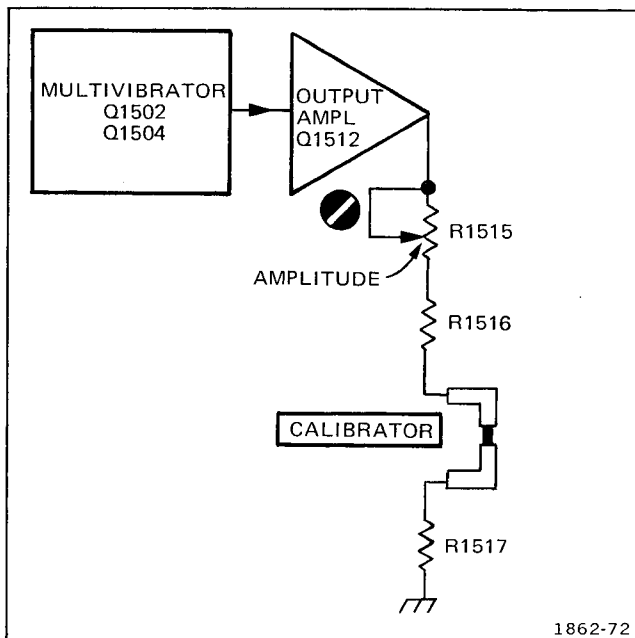 MULTIVIBRATOR
Q1502
Q1504
OUTPUT
AMPL
Q1512
R1515
AMPLITUDE
R1516
CALIBRATOR
R1517
1862-72